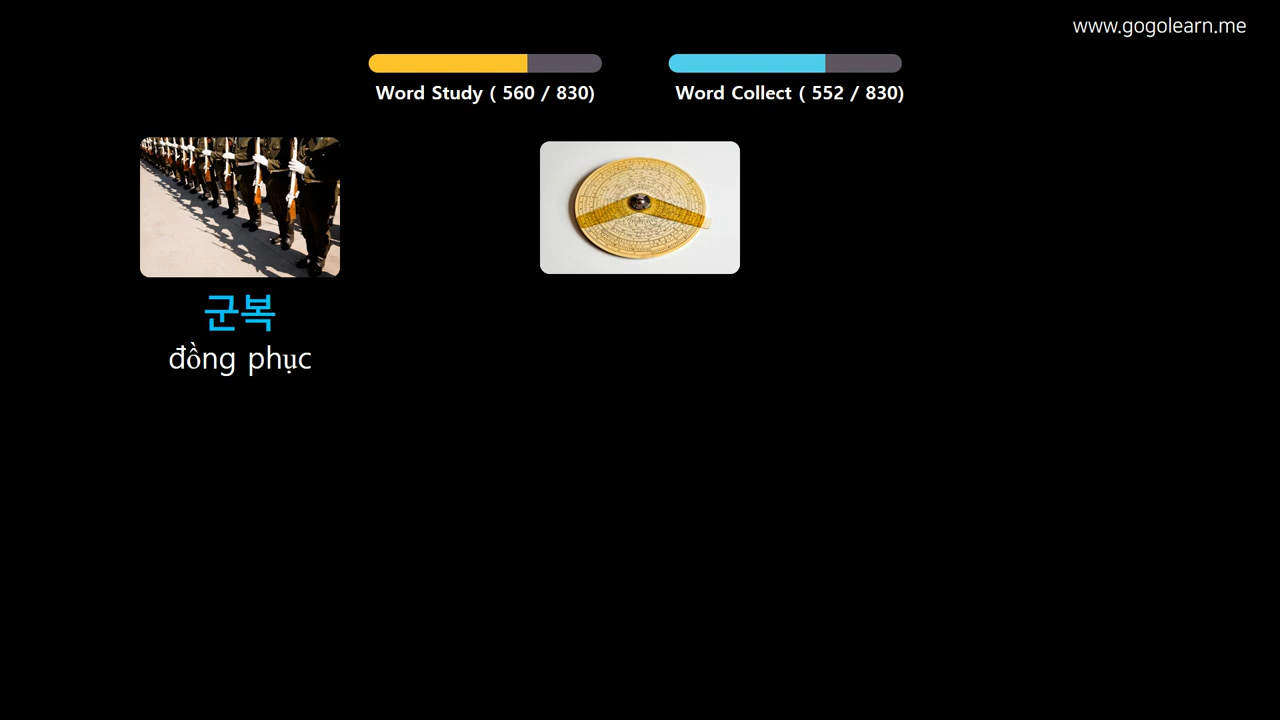 www.gogolearn.me
Word Study ( 560 / 830)
Word Collect ( 552 / 830)
군복
đồng phục